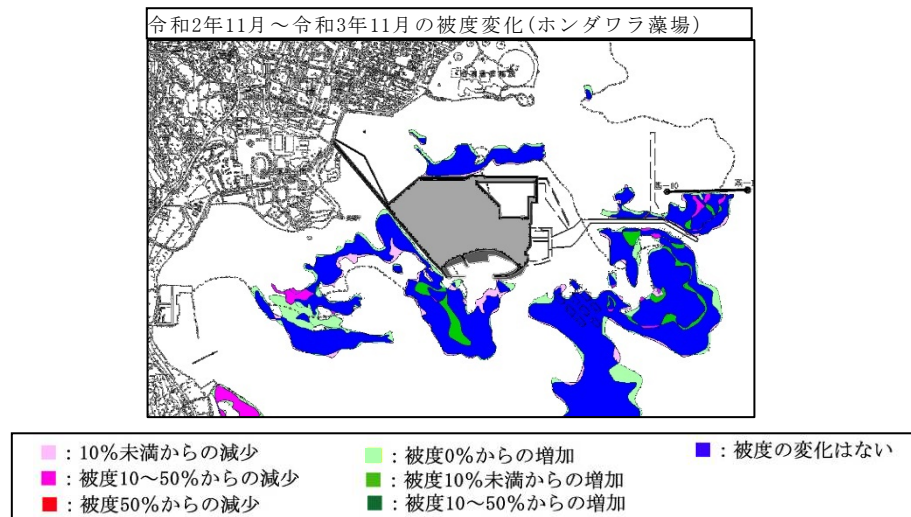 令和2年11月～令和3年11月の被度変化(ホンダワラ藻場)
：10%未満からの減少
：被度10～50%からの減少
：被度50%からの減少
：被度0%からの増加
：被度10%未満からの増加
：被度10～50%からの増加
：被度の変化はない